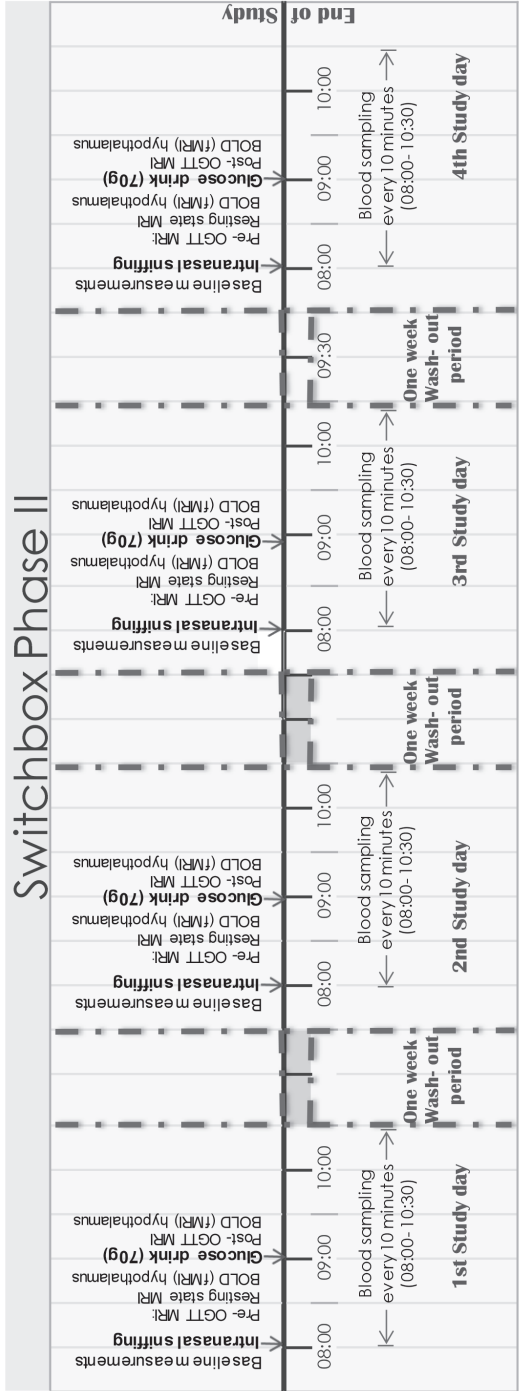 Switchbox Phase II
Baseline measurements
Intranasal sniffing
Pre- OGTT MRI:
Resting state MRI
BOLD (fMRI) hypothalamus
Glucose drink (70g)
Post- OGTT MRI
BOLD (fMRI) hypothalamus
08:00
09:00
10:00
Blood sampling
every 10 minutes
(08:00- 10:30)
1st Study day
One week
Wash- out
period
Baseline measurements
Intranasal sniffing
Pre- OGTT MRI:
Resting state MRI
BOLD (fMRI) hypothalamus
Glucose drink (70g)
Post- OGTT MRI
BOLD (fMRI) hypothalamus
08:00
09:00
10:00
Blood sampling
every 10 minutes
(08:00- 10:30)
2nd Study day
One week
Wash- out
period
Baseline measurements
Intranasal sniffing
Pre- OGTT MRI:
Resting state MRI
BOLD (fMRI) hypothalamus
Glucose drink (70g)
Post- OGTT MRI
BOLD (fMRI) hypothalamus
08:00
09:00
10:00
Blood sampling
every 10 minutes
(08:00- 10:30)
3rd Study day
09:30
One week
Wash- out
period
Baseline measurements
Intranasal sniffing
Pre- OGTT MRI:
Resting state MRI
BOLD (fMRI) hypothalamus
Glucose drink (70g)
Post- OGTT MRI
BOLD (fMRI) hypothalamus
08:00
09:00
10:00
Blood sampling
every 10 minutes
(08:00- 10:30)
4th Study day
End of Study